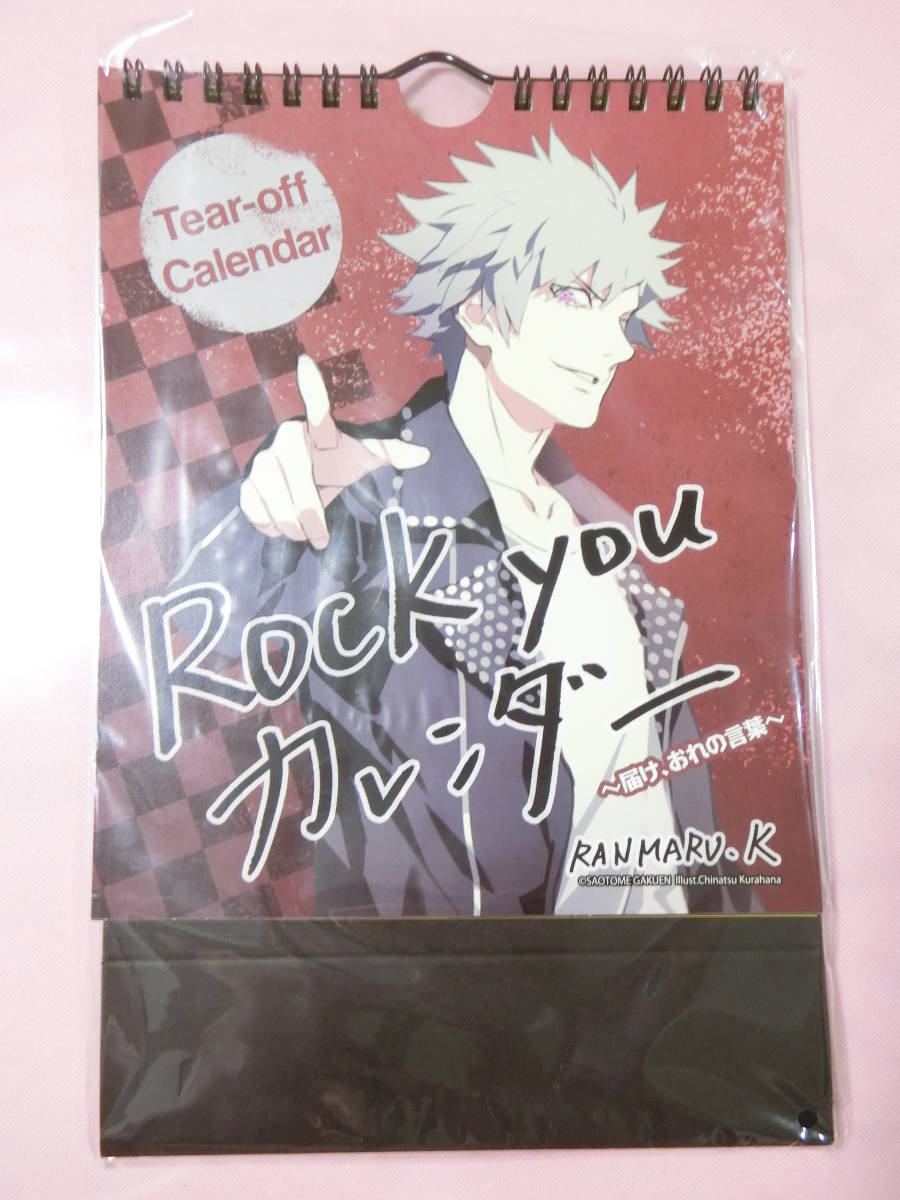 Tear-off
Calendar
Rock you
カレンダー
～届け、おれの言葉～
RANMARU.K
©SAOTOME GAKUEN Illust.Chinatsu Kurahana